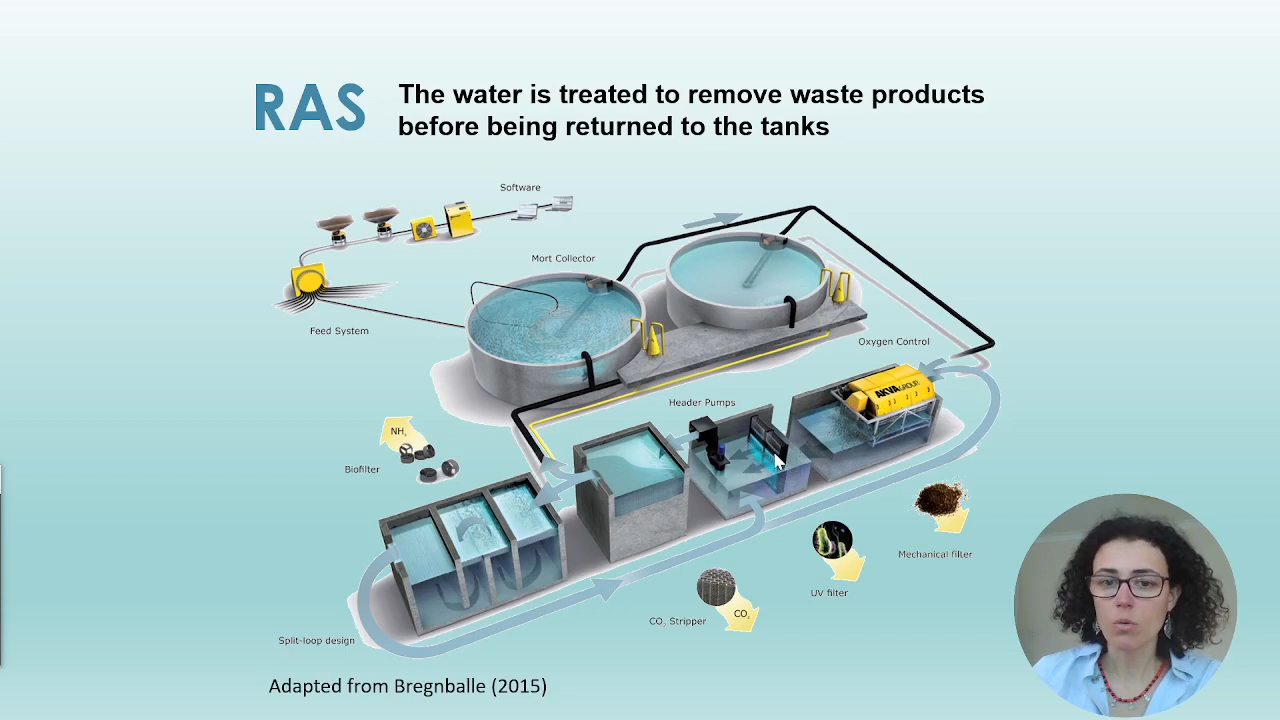 RAS
The water is treated to remove waste products
before being returned to the tanks
Software
Mort Collector
Feed System
Oxygen Control
AKVAGROUP
Header Pumps
NH₃
Biofilter
Mechanical filter
UV filter
CO₂ Stripper
CO₂
Split-loop design
Adapted from Bregnballe (2015)